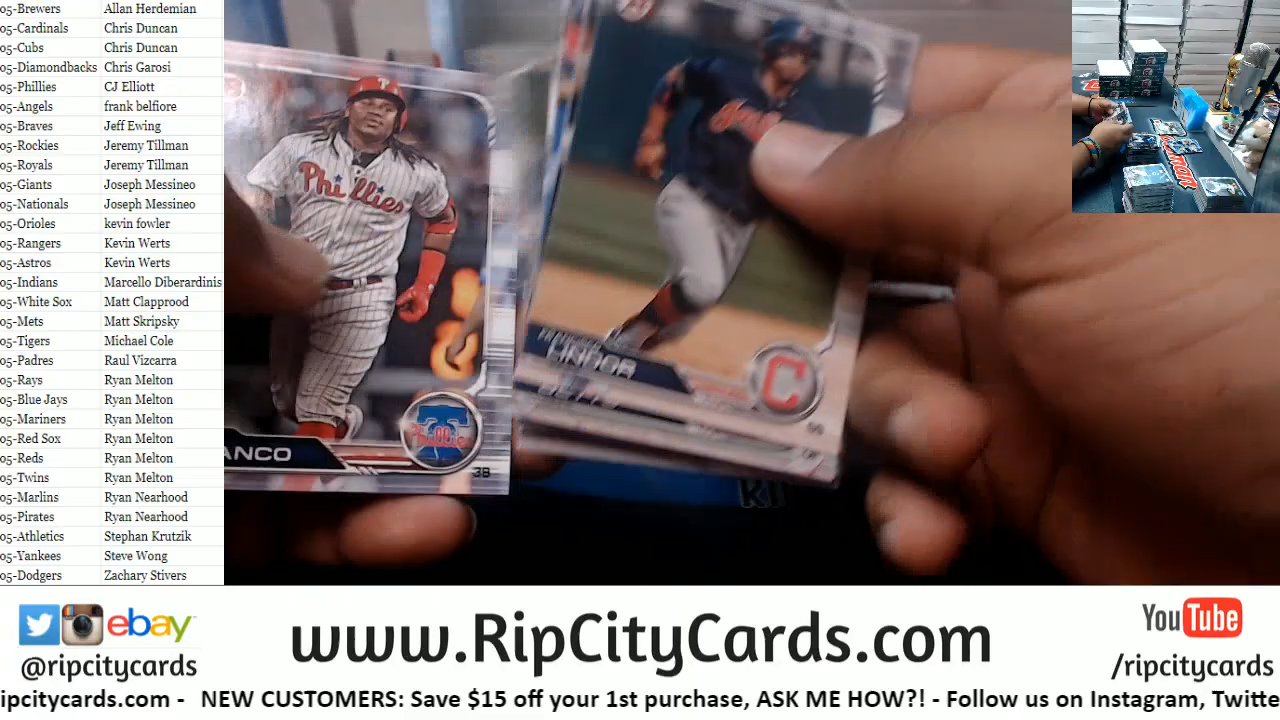 05-Brewers Allan Herdemian
05-Cardinals Chris Duncan
05-Cubs Chris Duncan
05-Diamondbacks Chris Garosi
05-Phillies CJ Elliott
05-Angels frank belfiore
05-Braves Jeff Ewing
05-Rockies Jeremy Tillman
05-Royals Jeremy Tillman
05-Giants Joseph Messineo
05-Nationals Joseph Messineo
05-Orioles kevin fowler
05-Rangers Kevin Werts
05-Astros Kevin Werts
05-Indians Marcello Diberardinis
05-White Sox Matt Clapprood
05-Mets Matt Skripsky
05-Tigers Michael Cole
05-Padres Raul Vizcarra
05-Rays Ryan Melton
05-Blue Jays Ryan Melton
05-Mariners Ryan Melton
05-Red Sox Ryan Melton
05-Reds Ryan Melton
05-Twins Ryan Melton
05-Marlins Ryan Nearhood
05-Pirates Ryan Nearhood
05-Athletics Stephan Krutzik
05-Yankees Steve Wong
05-Dodgers Zachary Stivers
Phillies
ANCO
Phillies
38
LINDOR
C
ebay
@ripcitycards
www.RipCityCards.com
YouTube
/ripcitycards
ripcitycards.com - NEW CUSTOMERS: Save $15 off your 1st purchase, ASK ME HOW?! - Follow us on Instagram, Twitte